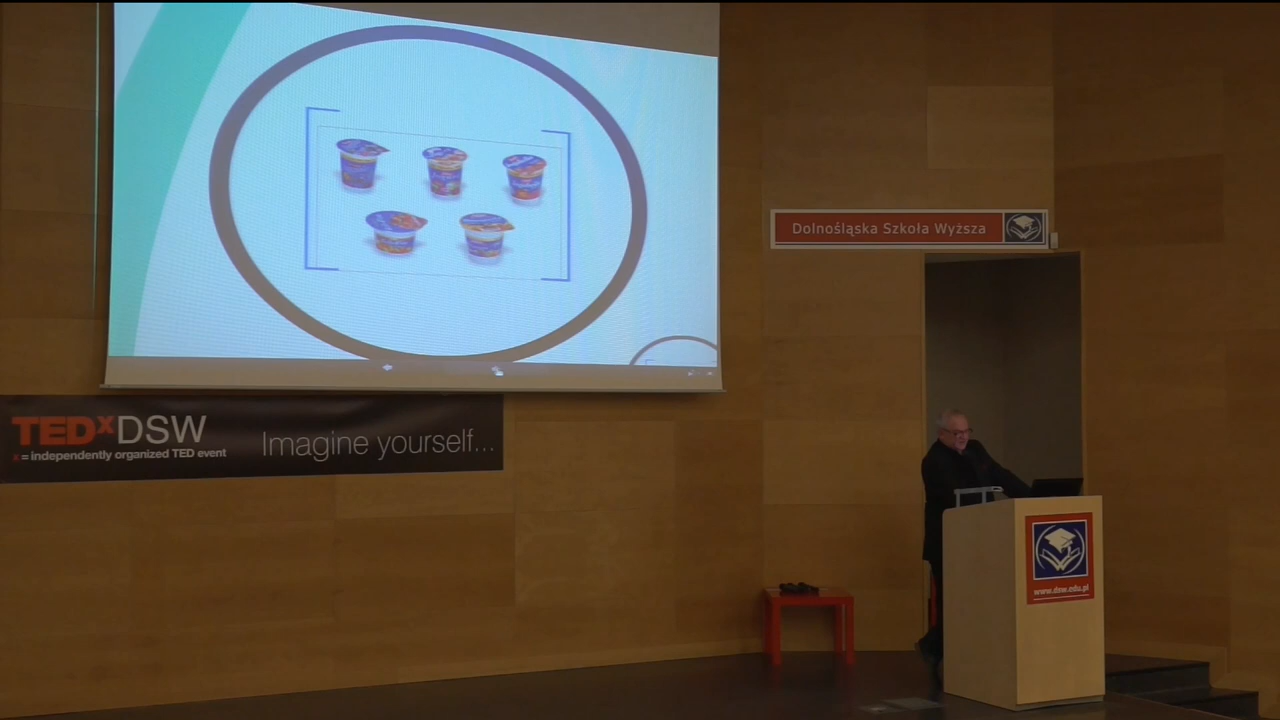 Dolnośląska Szkoła Wyższa
TEDxDSW
x = independently organized TED event
Imagine yourself...
www.dsw.edu.pl